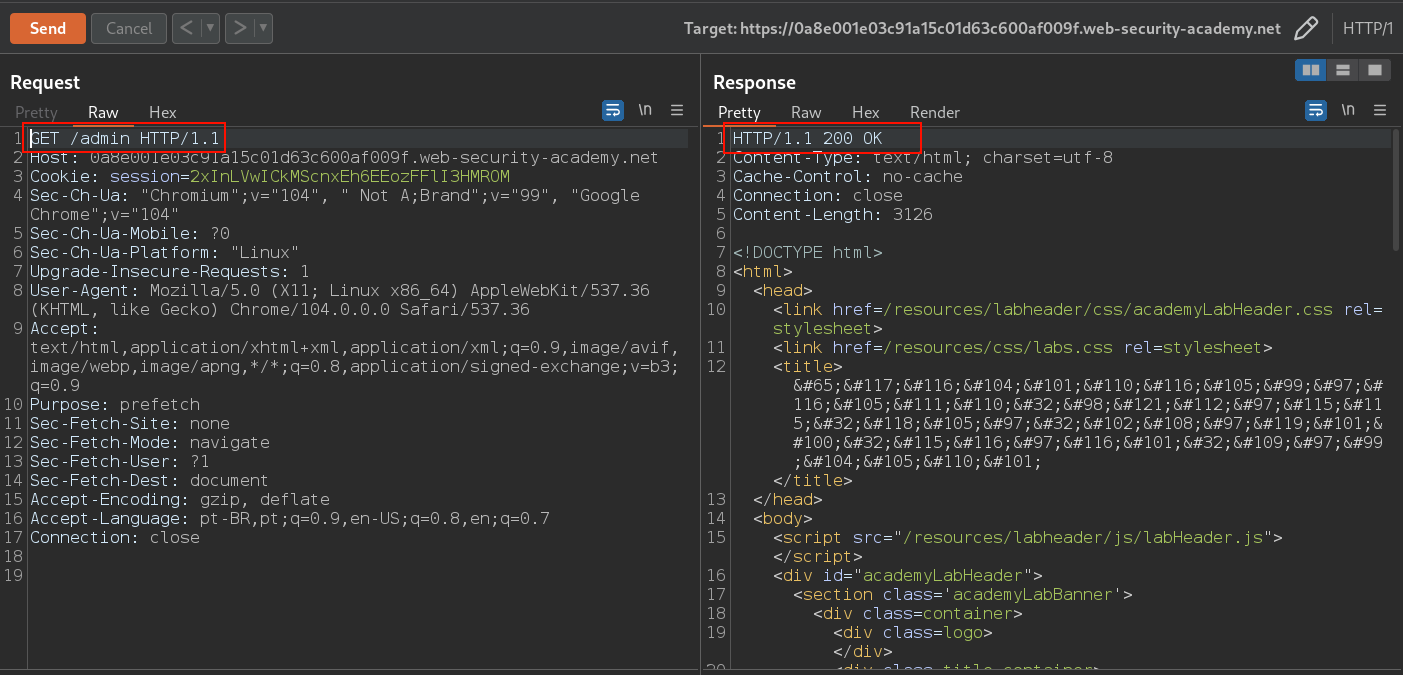 Send
Cancel
Target: https://0a8e001e03c91a15c01d63c600af009f.web-security-academy.net
HTTP/1
Request
Pretty Raw Hex
\n
1 GET /admin HTTP/1.1
2 Host: 0a8e001e03c91a15c01d63c600af009f.web-security-academy.net
3 Cookie: session=2xInLVwICkMScnxEh6EEozFFlI3HMROM
4 Sec-Ch-Ua: "Chromium";v="104", " Not A;Brand";v="99", "Google
Chrome";v="104"
5 Sec-Ch-Ua-Mobile: ?0
6 Sec-Ch-Ua-Platform: "Linux"
7 Upgrade-Insecure-Requests: 1
8 User-Agent: Mozilla/5.0 (X11; Linux x86_64) AppleWebKit/537.36
(KHTML, like Gecko) Chrome/104.0.0.0 Safari/537.36
9 Accept:
text/html,application/xhtml+xml,application/xml;q=0.9,image/avif,
image/webp,image/apng,*/*;q=0.8,application/signed-exchange;v=b3;
q=0.9
10 Purpose: prefetch
11 Sec-Fetch-Site: none
12 Sec-Fetch-Mode: navigate
13 Sec-Fetch-User: ?1
14 Sec-Fetch-Dest: document
15 Accept-Encoding: gzip, deflate
16 Accept-Language: pt-BR,pt;q=0.9,en-US;q=0.8,en;q=0.7
17 Connection: close
18
19
Response
Pretty Raw Hex Render
\n
1 HTTP/1.1 200 OK
2 Content-Type: text/html; charset=utf-8
3 Cache-Control: no-cache
4 Connection: close
5 Content-Length: 3126
6
7 <!DOCTYPE html>
8 <html>
9 <head>
10 <link href=/resources/labheader/css/academyLabHeader.css rel=
stylesheet>
11 <link href=/resources/css/labs.css rel=stylesheet>
12 <title>
&#65;&#117;&#116;&#104;&#101;&#110;&#116;&#105;&#99;&#97;&#
116;&#105;&#111;&#110;&#32;&#98;&#121;&#112;&#97;&#115;&#11
5;&#32;&#118;&#105;&#97;&#32;&#102;&#108;&#97;&#119;&#101;&
#100;&#32;&#115;&#116;&#97;&#116;&#101;&#32;&#109;&#97;&#99
;&#104;&#105;&#110;&#101;
</title>
13 </head>
14 <body>
15 <script src="/resources/labheader/js/labHeader.js">
</script>
16 <div id="academyLabHeader">
17 <section class='academyLabBanner'>
18 <div class=container>
19 <div class=logo>
</div>
20 <div class=title-container>